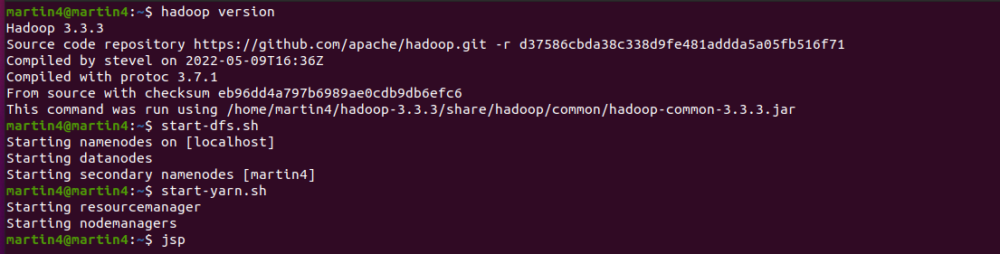 martin4@martin4:~$ hadoop version
Hadoop 3.3.3
Source code repository https://github.com/apache/hadoop.git -r d37586cbda38c338d9fe481addda5a05fb516f71
Compiled by stevel on 2022-05-09T16:36Z
Compiled with protoc 3.7.1
From source with checksum eb96dd4a797b6989ae0cdb9db6efc6
This command was run using /home/martin4/hadoop-3.3.3/share/hadoop/common/hadoop-common-3.3.3.jar
martin4@martin4:~$ start-dfs.sh
Starting namenodes on [localhost]
Starting datanodes
Starting secondary namenodes [martin4]
martin4@martin4:~$ start-yarn.sh
Starting resourcemanager
Starting nodemanagers
martin4@martin4:~$ jsp